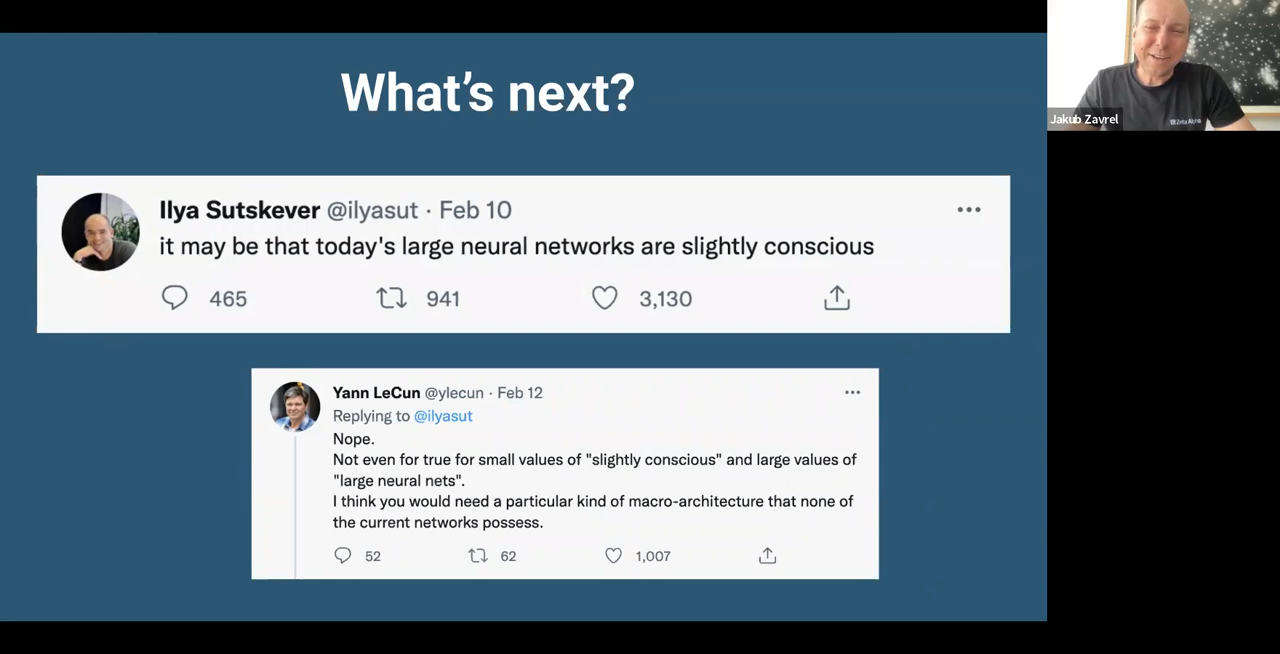 What's next?
Ilya Sutskever @ilyasut · Feb 10
it may be that today's large neural networks are slightly conscious
465 941 3,130
Yann LeCun @ylecun · Feb 12
Replying to @ilyasut
Nope.
Not even for true for small values of "slightly conscious" and large values of
"large neural nets".
I think you would need a particular kind of macro-architecture that none of
the current networks possess.
52 62 1,007
Jakub Zavrel
Zeta Alpha